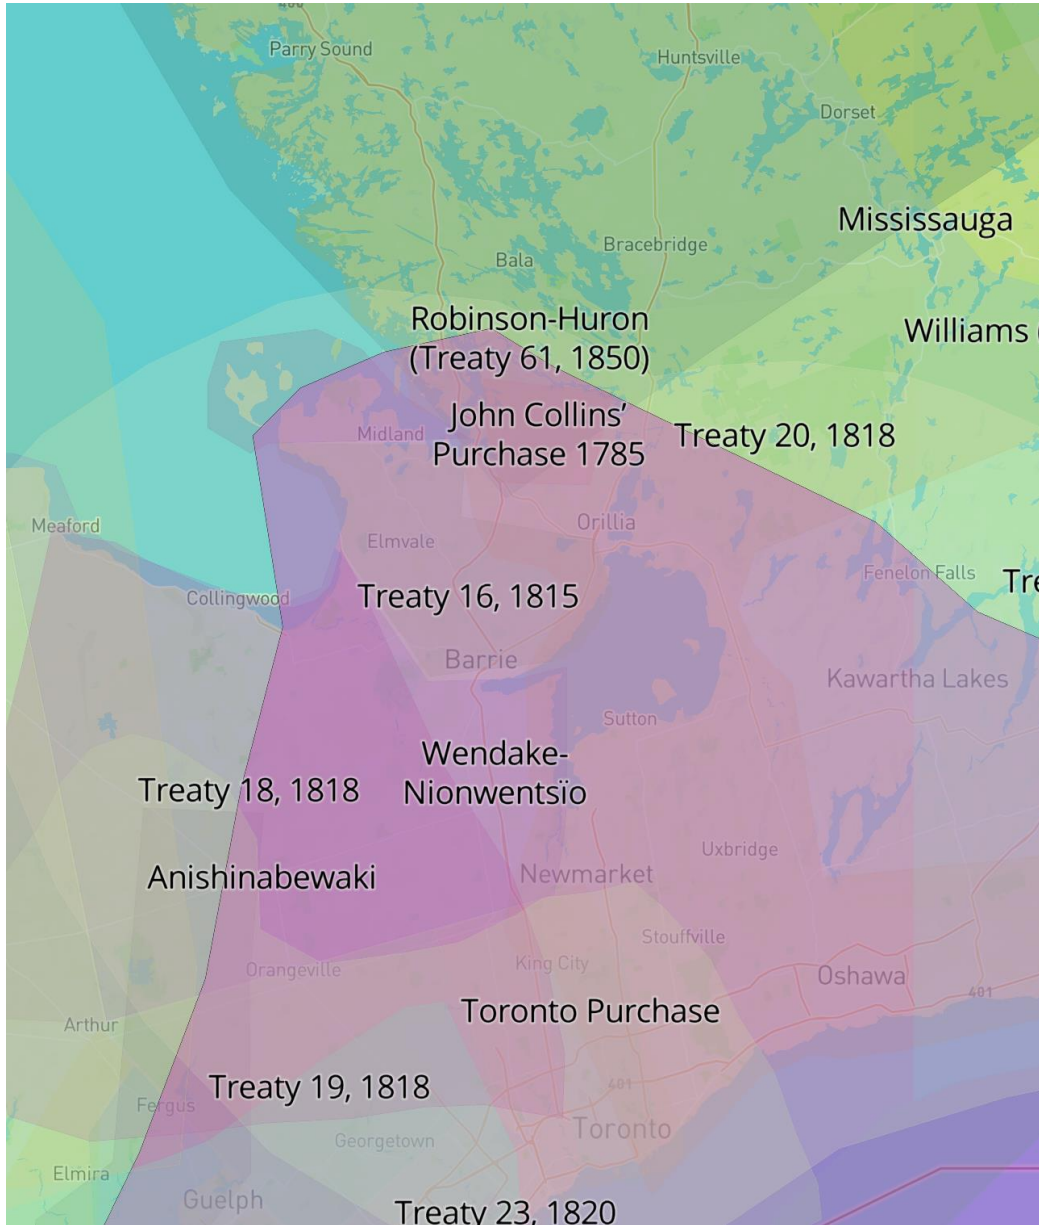 400
Parry Sound
Huntsville
Dorset
Mississauga
Bracebridge
Bala
Robinson-Huron
(Treaty 61, 1850)
Williams
John Collins'
Purchase 1785
Midland
Treaty 20, 1818
Meaford
Orillia
Elmvale
Fenelon Falls
Tre
Collingwood
Treaty 16, 1815
Barrie
Kawartha Lakes
Sutton
Wendake-
Nionwentsïo
Treaty 18, 1818
Uxbridge
Anishinabewaki
Newmarket
Stouffville
King City
Orangeville
Oshawa
401
Toronto Purchase
Arthur
401
Treaty 19, 1818
Fergus
Toronto
Georgetown
Elmira
Guelph
Treaty 23, 1820